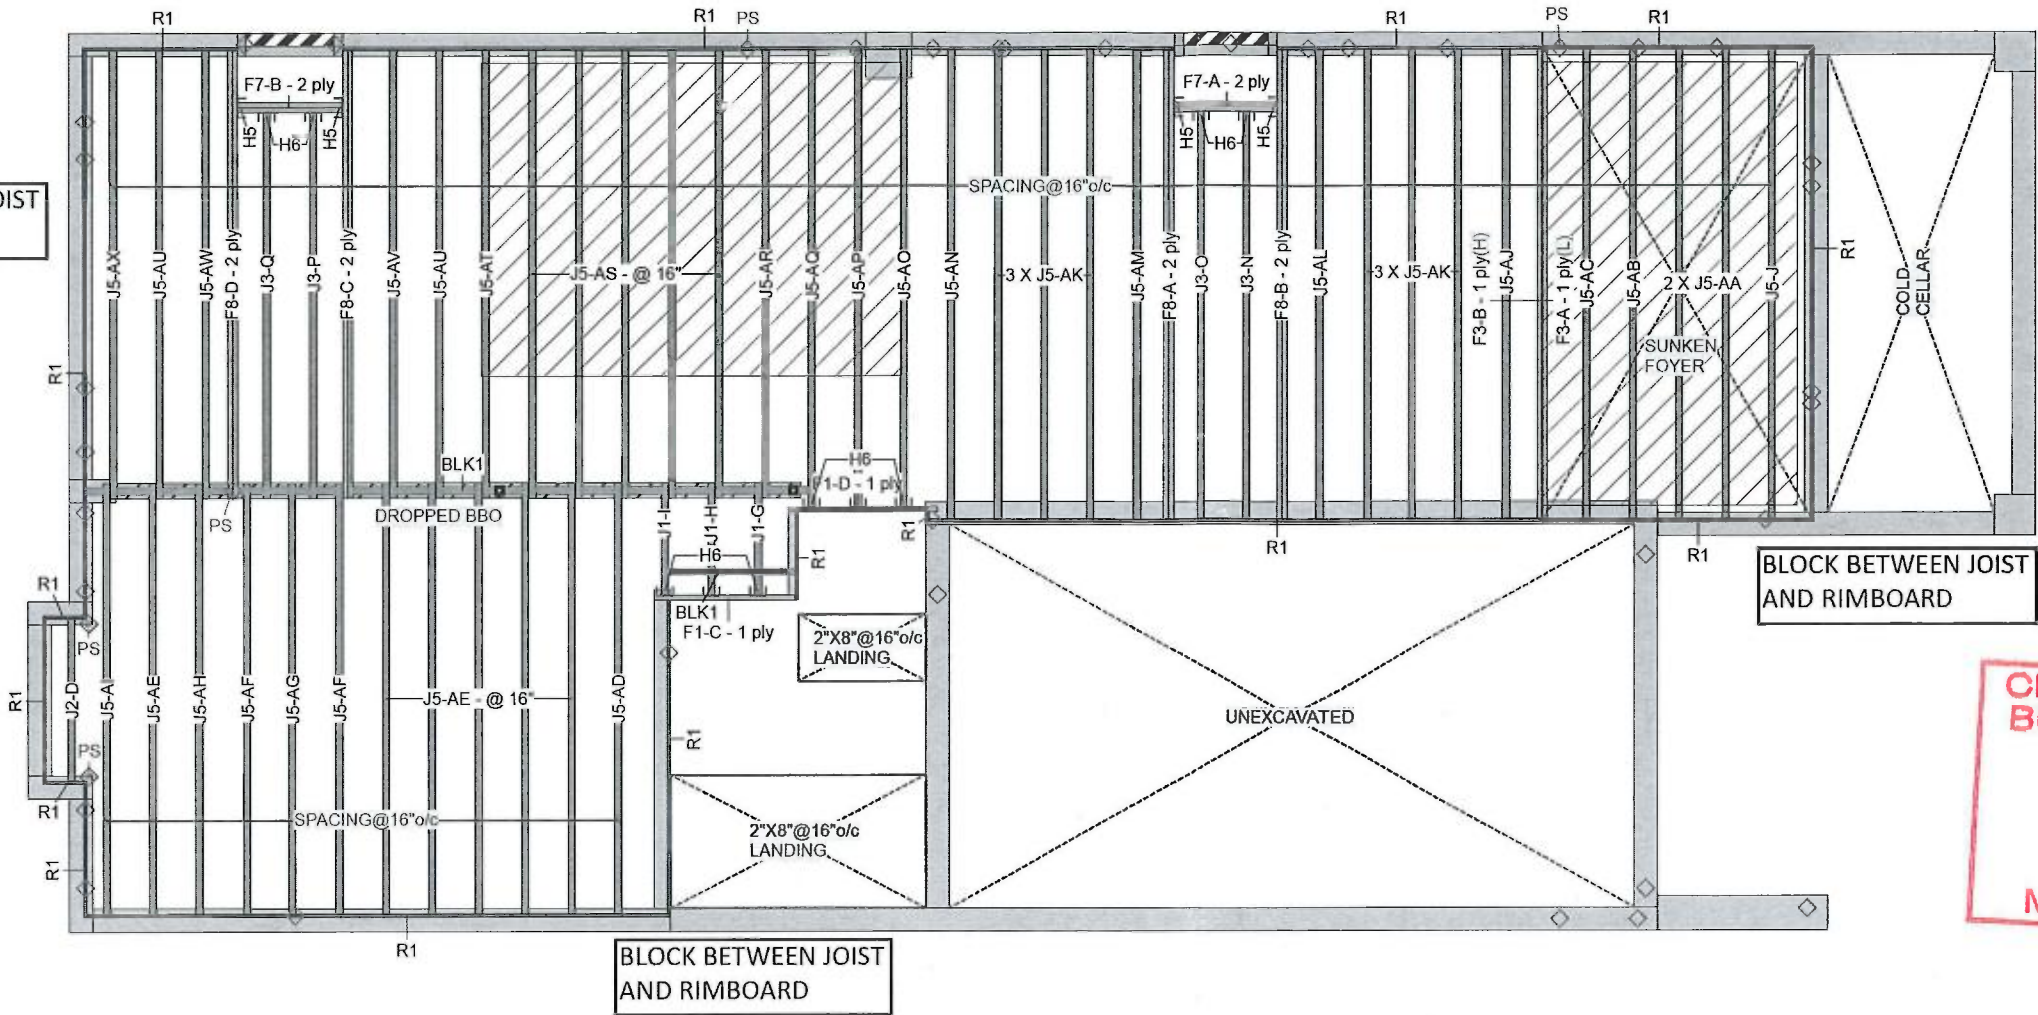 R1
R1
PS
R1
PS
R1
F7-B - 2 ply
F7-A - 2 ply
H5
H6
H5
H5
H6
H5
OIST
SPACING@16"o/c
J5-AX
J5-AU
J5-AW
F8-D - 2 ply
J3-Q
J3-P
F8-C - 2 ply
J5-AV
J5-AU
J5-AT
J5-AS - @ 16"
J5-AR
J5-AQ
J5-AP
J5-AO
J5-AN
3 X J5-AK
J5-AM
F8-A - 2 ply
J3-O
J3-N
F8-B - 2 ply
J5-AL
3 X J5-AK
J5-AJ
F3-B - 1 ply(H)
F3-A - 1 ply(L)
J5-AC
J5-AB
2 X J5-AA
J5-J
R1
COLD
CELLAR
SUNKEN
FOYER
R1
BLK1
H6
F1-D - 1 ply
PS
DROPPED BBO
J1-I
J1-H
J1-G
R1
R1
R1
R1
H6
BLK1
F1-C - 1 ply
BLOCK BETWEEN JOIST
AND RIMBOARD
R1
PS
2"X8"@16"o/c
LANDING
R1
J2-D
J5-AI
J5-AE
J5-AH
J5-AF
J5-AG
J5-AF
J5-AE - @ 16"
J5-AD
R1
UNEXCAVATED
PS
R1
SPACING@16"o/c
2"X8"@16"o/c
LANDING
R1
R1
BLOCK BETWEEN JOIST
AND RIMBOARD